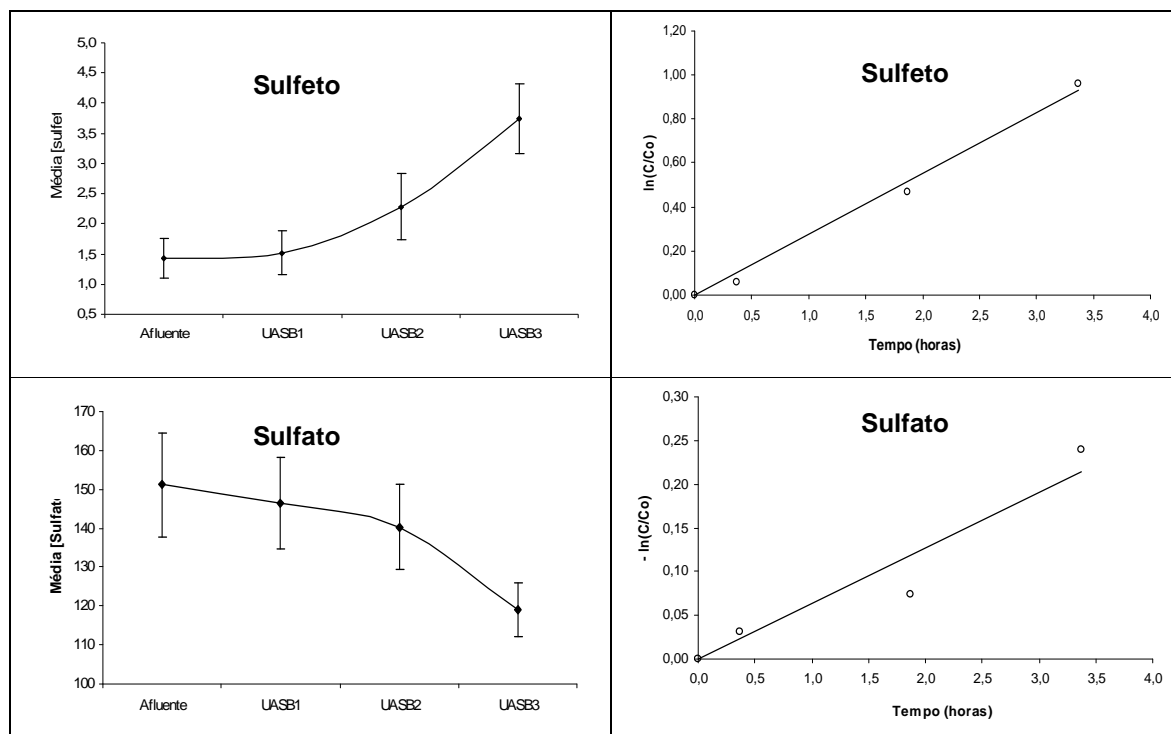 Sulfeto
Média [sulfet
5,0
4,5
4,0
3,5
3,0
2,5
2,0
1,5
1,0
0,5
Afluente UASB1 UASB2 UASB3
Sulfeto
ln(C/Co)
1,20
1,00
0,80
0,60
0,40
0,20
0,00
0,0 0,5 1,0 1,5 2,0 2,5 3,0 3,5 4,0
Tempo (horas)
Sulfato
Média [Sulfat
170
160
150
140
130
120
110
100
Afluente UASB1 UASB2 UASB3
Sulfato
- ln(C/Co)
0,30
0,25
0,20
0,15
0,10
0,05
0,00
0,0 0,5 1,0 1,5 2,0 2,5 3,0 3,5 4,0
Tempo (horas)